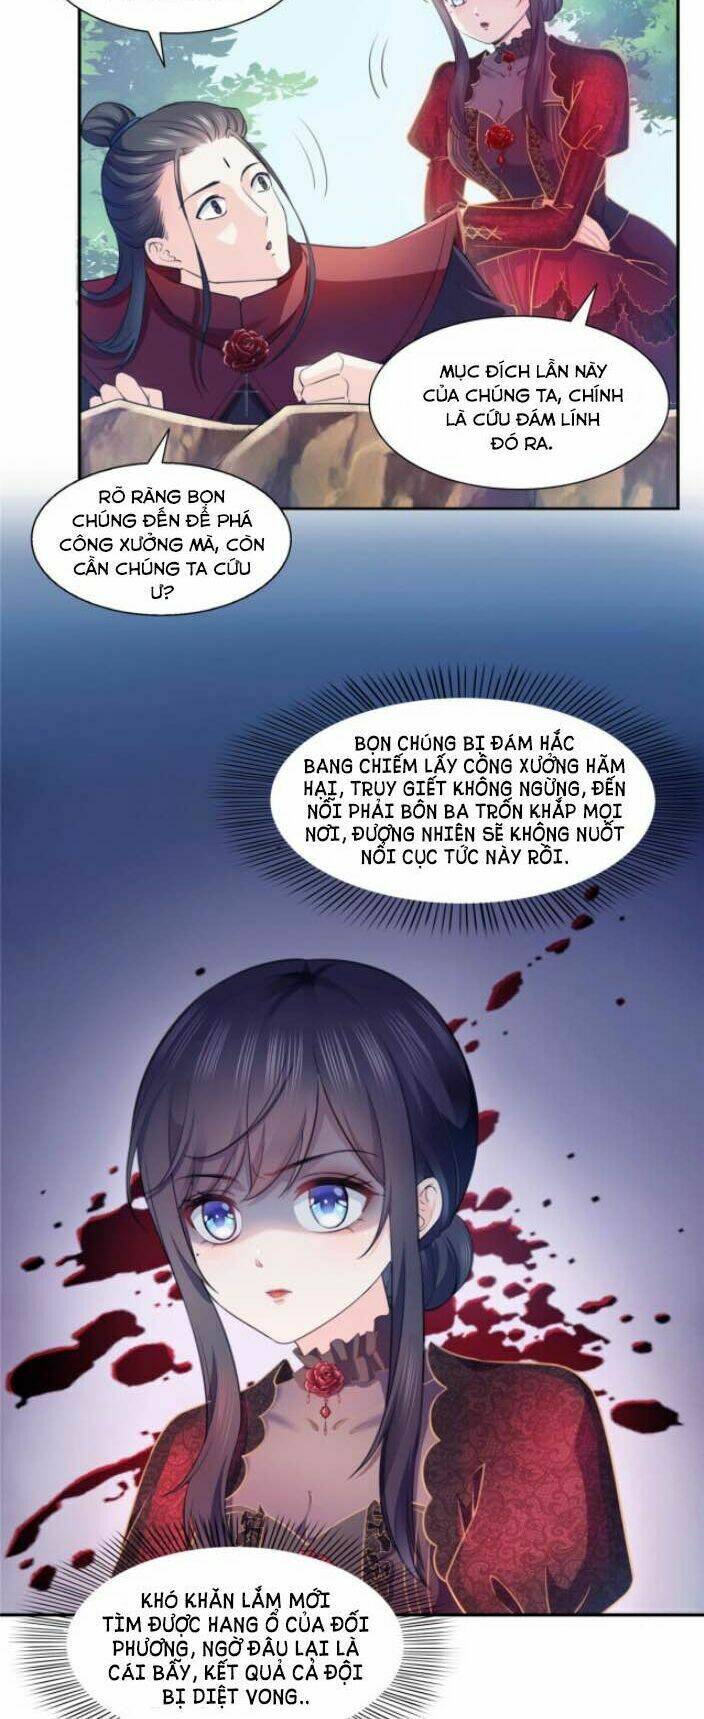 MỤC ĐÍCH LẦN NÀY
CỦA CHÚNG TA, CHÍNH
LÀ CỨU ĐÁM LÍNH
ĐÓ RA.
RÕ RÀNG BỌN
CHÚNG ĐẾN ĐỂ PHÁ
CÔNG XƯỞNG MÀ, CÒN
CẦN CHÚNG TA CỨU
Ư?
BỌN CHÚNG BỊ ĐÁM HẮC
BANG CHIẾM LẤY CÔNG XƯỞNG HÃM
HẠI, TRUY GIẾT KHÔNG NGỪNG, ĐẾN
NỖI PHẢI BÔN BA TRỐN KHẮP MỌI
NƠI, ĐƯƠNG NHIÊN SẼ KHÔNG NUỐT
NỔI CỤC TỨC NÀY RỒI.
KHÓ KHĂN LẮM MỚI
TÌM ĐƯỢC HANG Ổ CỦA ĐỐI
PHƯƠNG, NGỜ ĐÂU LẠI LÀ
CÁI BẪY, KẾT QUẢ CẢ ĐỘI
BỊ DIỆT VONG..